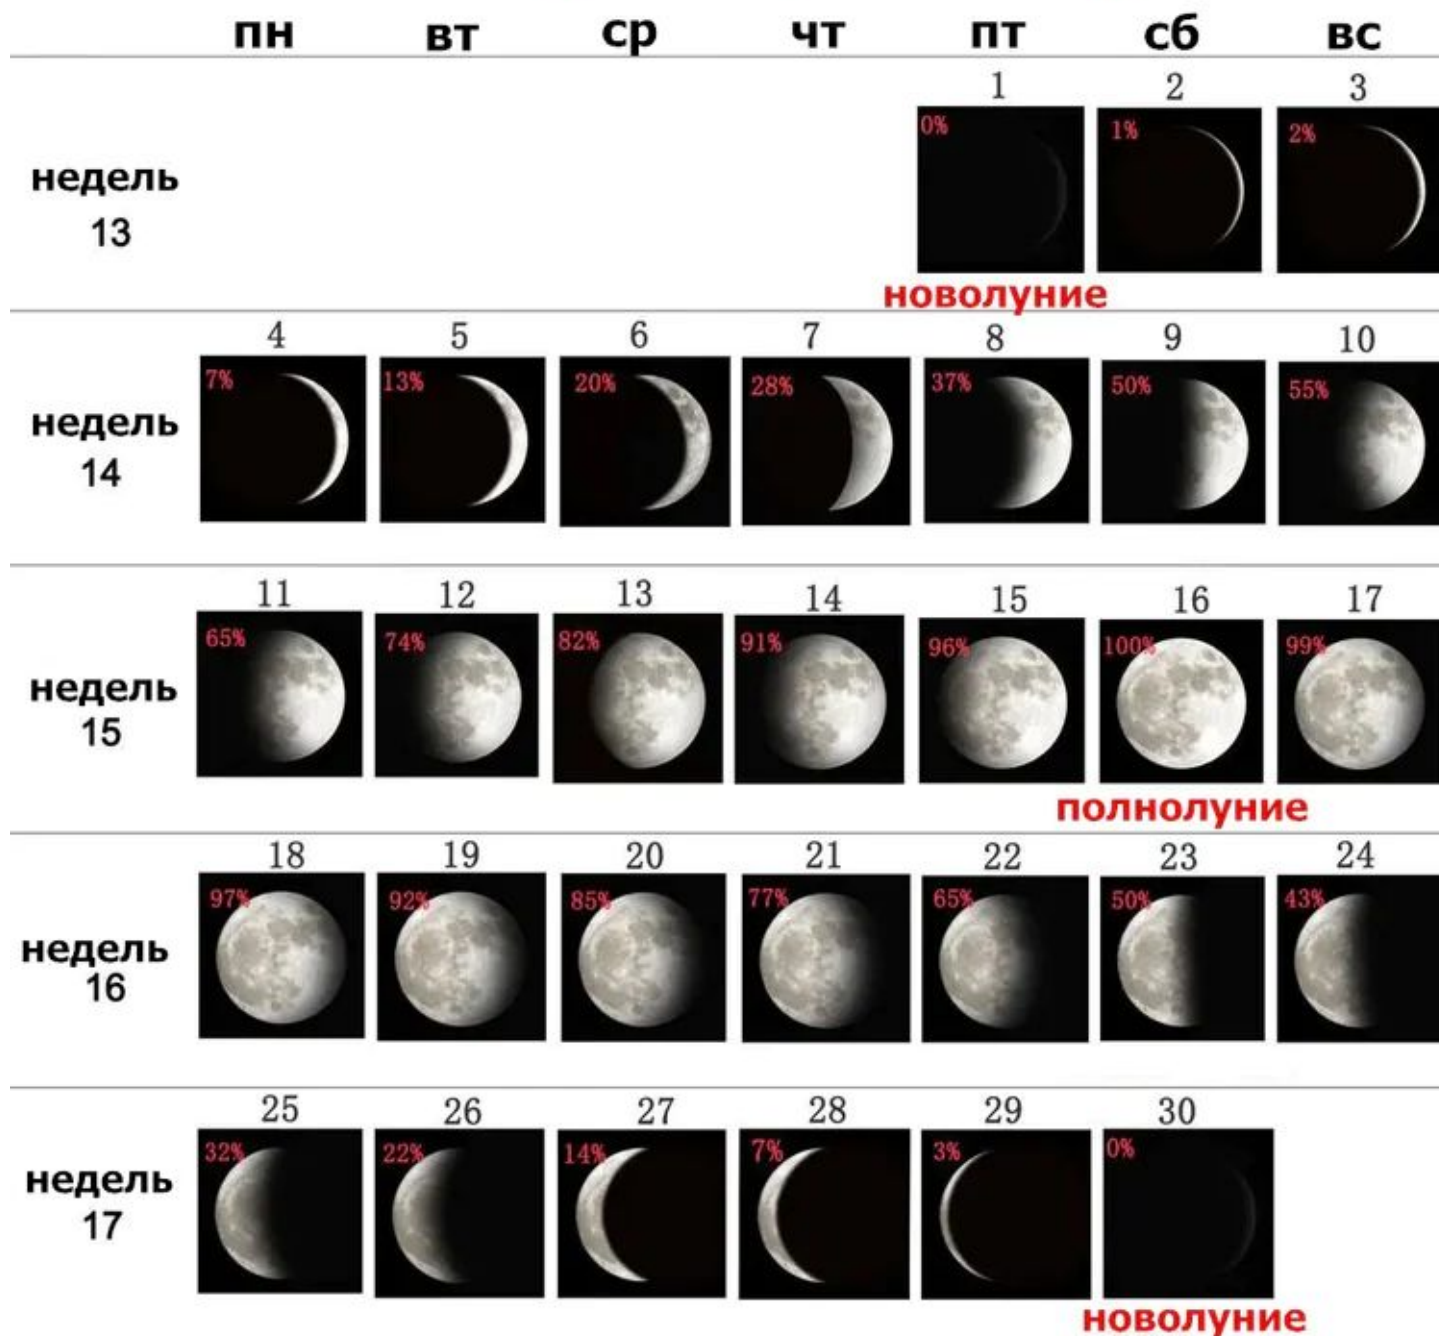 пн вт ср чт пт сб вс
1 2 3
0% 1% 2%
недель
13
новолуние
4 5 6 7 8 9 10
7% 13% 20% 28% 37% 50% 55%
недель
14
11 12 13 14 15 16 17
65% 74% 82% 91% 96% 100% 99%
недель
15
полнолуние
18 19 20 21 22 23 24
97% 92% 85% 77% 65% 50% 43%
недель
16
25 26 27 28 29 30
32% 22% 14% 7% 3% 0%
недель
17
новолуние